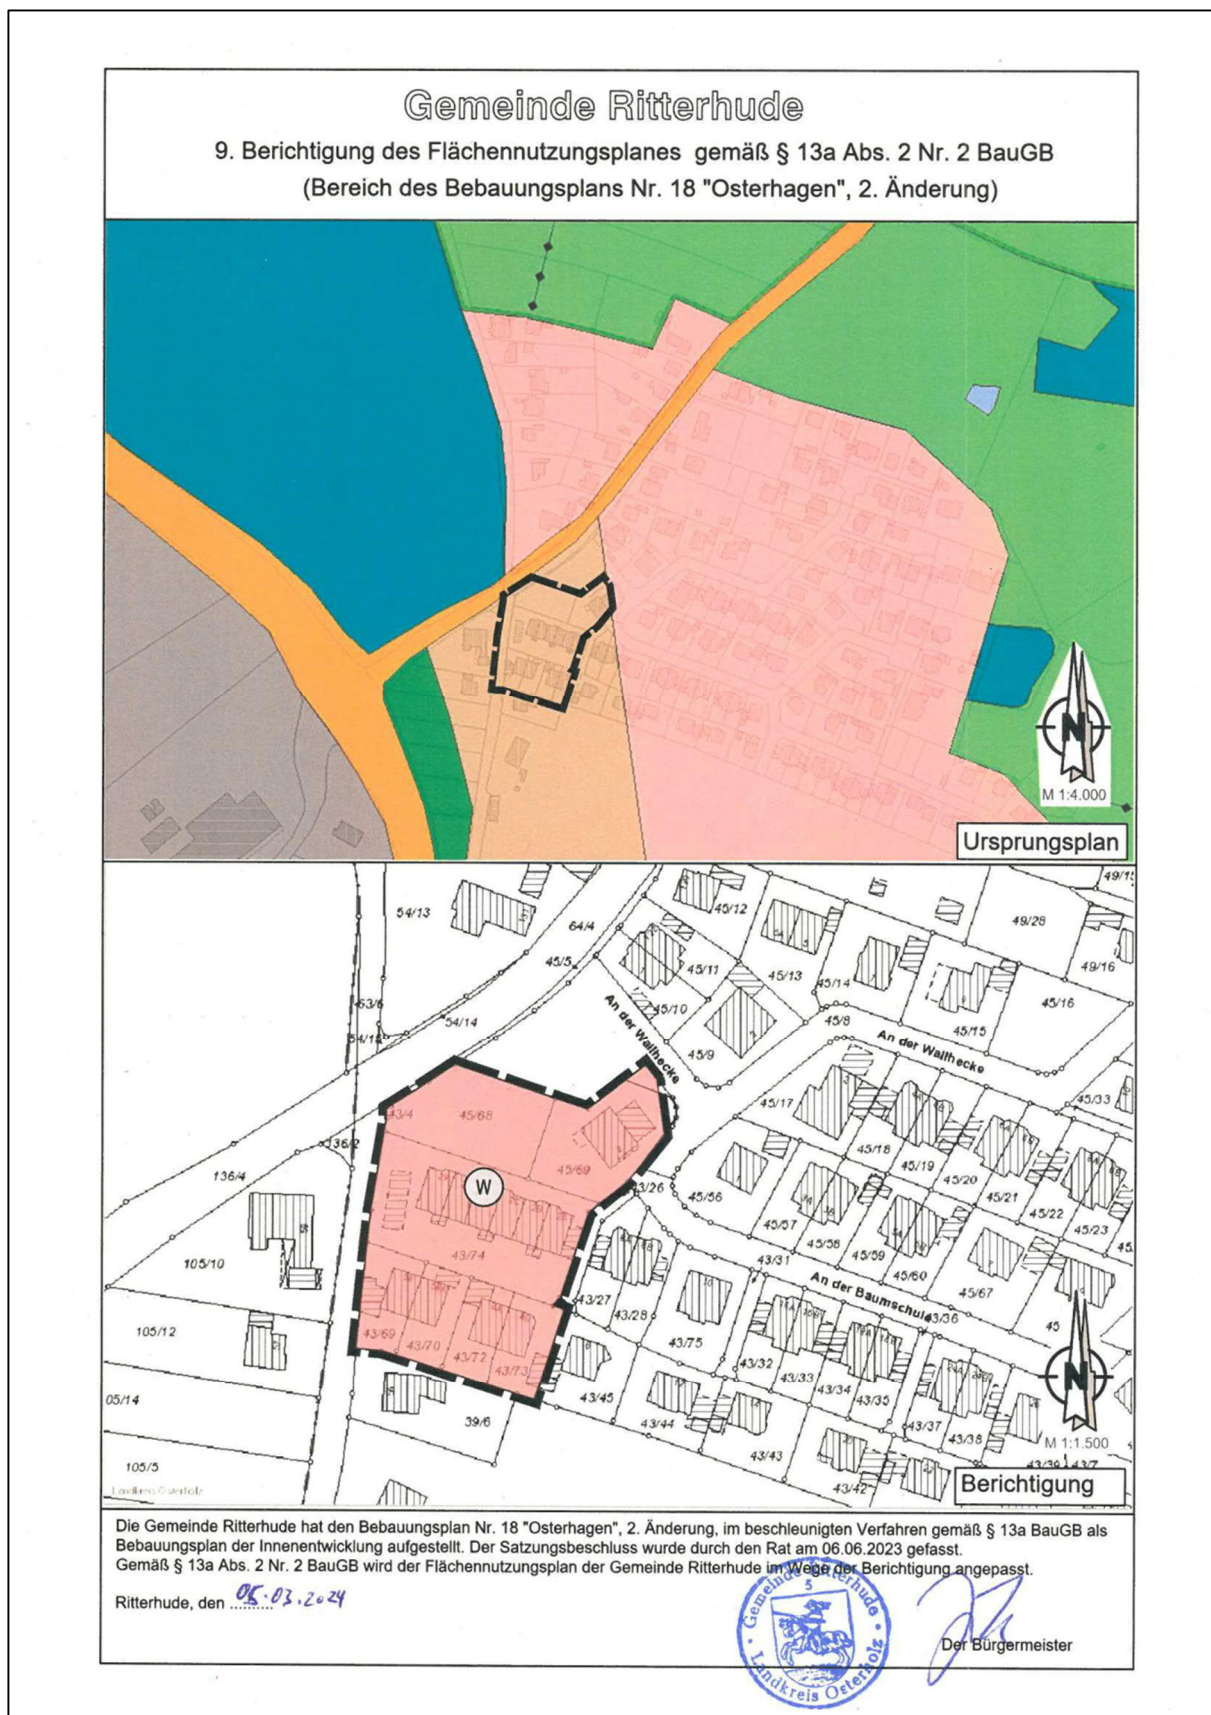 Gemeinde Ritterhude
9. Berichtigung des Flächennutzungsplanes gemäß § 13a Abs. 2 Nr. 2 BauGB
(Bereich des Bebauungsplans Nr. 18 "Osterhagen", 2. Änderung)
N
M 1:4.000
Ursprungsplan
54/13
64/4
45/5
45/12
45/11
45/13
45/14
45/10
45/9
45/8
49/28
49/16
45/16
45/15
63/6
54/14
An der Wallhecke
An der Wallhecke
43/4
45/68
45/69
136/2
136/4
105/10
105/12
105/5
W
43/74
43/69
43/70
43/72
43/73
45/17
45/33
45/18
45/19
45/20
45/21
45/22
45/23
45/56
45/57
45/58
45/59
45/60
45/67
43/31
An der Baumschule
43/36
43/27
43/28
43/75
43/32
43/33
43/34
43/35
43/37
43/38
43/45
43/44
43/43
43/42
39/6
Landkreis Osterholz
N
M 1:1.500
Berichtigung
Die Gemeinde Ritterhude hat den Bebauungsplan Nr. 18 "Osterhagen", 2. Änderung, im beschleunigten Verfahren gemäß § 13a BauGB als
Bebauungsplan der Innenentwicklung aufgestellt. Der Satzungsbeschluss wurde durch den Rat am 06.06.2023 gefasst.
Gemäß § 13a Abs. 2 Nr. 2 BauGB wird der Flächennutzungsplan der Gemeinde Ritterhude im Wege der Berichtigung angepasst.
Ritterhude, den 05.03.2024
Gemeinde Ritterhude
5
Landkreis Osterholz
Der Bürgermeister